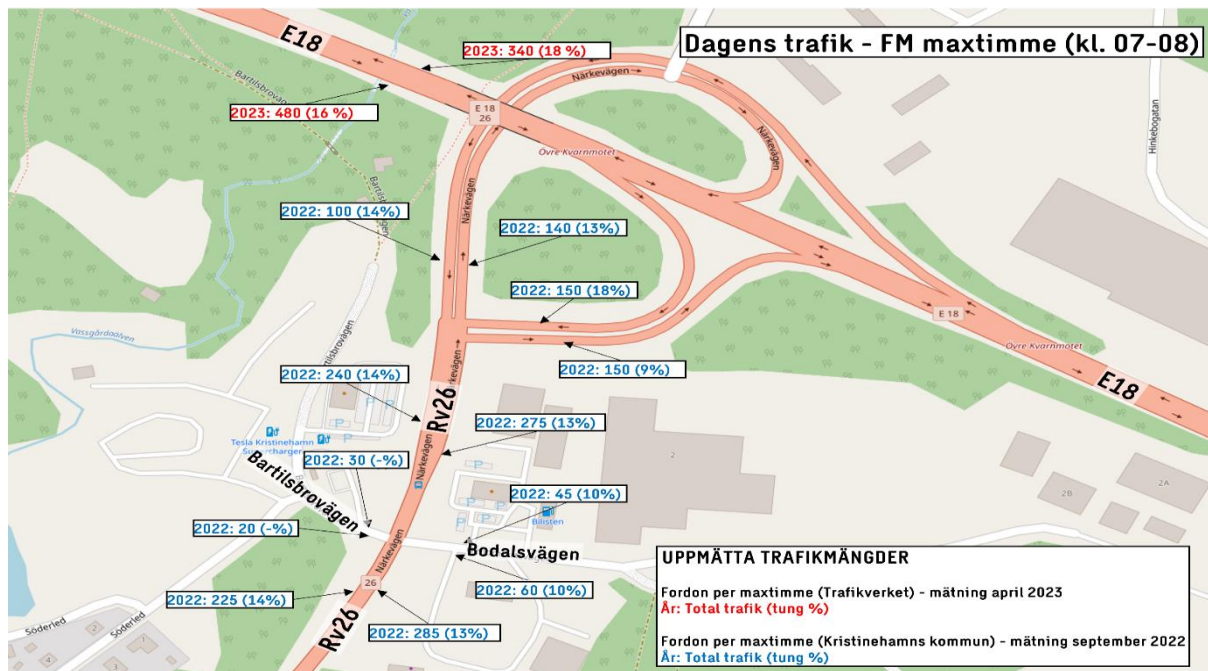 Dagens trafik - FM maxtimme (kl. 07-08)
E18
2023: 340 (18 %)
2023: 480 (16 %)
Bartilsbrovägen
Närkevägen
E 18
26
Övre Kvarnmotet
Hinkebogatan
2022: 100 (14%)
Närkevägen
2022: 140 (13%)
Närkevägen
2022: 150 (18%)
E 18
Övre Kvarnmotet
E18
Vassgårdaälven
2022: 150 (9%)
2022: 240 (14%)
Rv26
2022: 275 (13%)
Närkevägen
Tesla Kristinehamn
2022: 30 (-%)
Bartilsbrovägen
2022: 45 (10%)
Bilisten
2
2B
2A
2022: 20 (-%)
Bodalsvägen
Närkevägen
26
2022: 60 (10%)
2022: 225 (14%)
2022: 285 (13%)
Rv26
Söderled
Söderled
UPPMÄTTA TRAFIKMÄNGDER
Fordon per maxtimme (Trafikverket) - mätning april 2023
År: Total trafik (tung %)
Fordon per maxtimme (Kristinehamns kommun) - mätning september 2022
År: Total trafik (tung %)